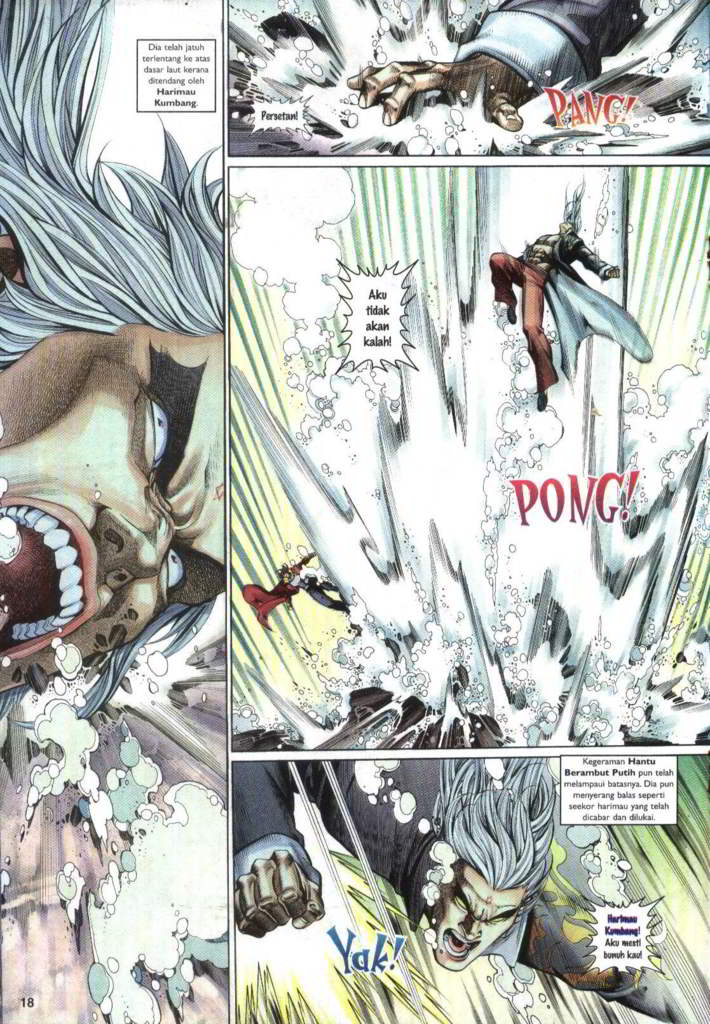 Dia telah jatuh
terlentang ke atas
dasar laut kerana
ditendang oleh
Harimau
Kumbang.
Persetan!
PANG!
Aku
tidak
akan
kalah!
PONG!
Kegeraman Hantu
Berambut Putih pun telah
melampaui batasnya. Dia pun
menyerang balas seperti
seekor harimau yang telah
dicabar dan dilukai.
Yak!
Harimau
Kumbang!
Aku mesti
bunuh kau!
18